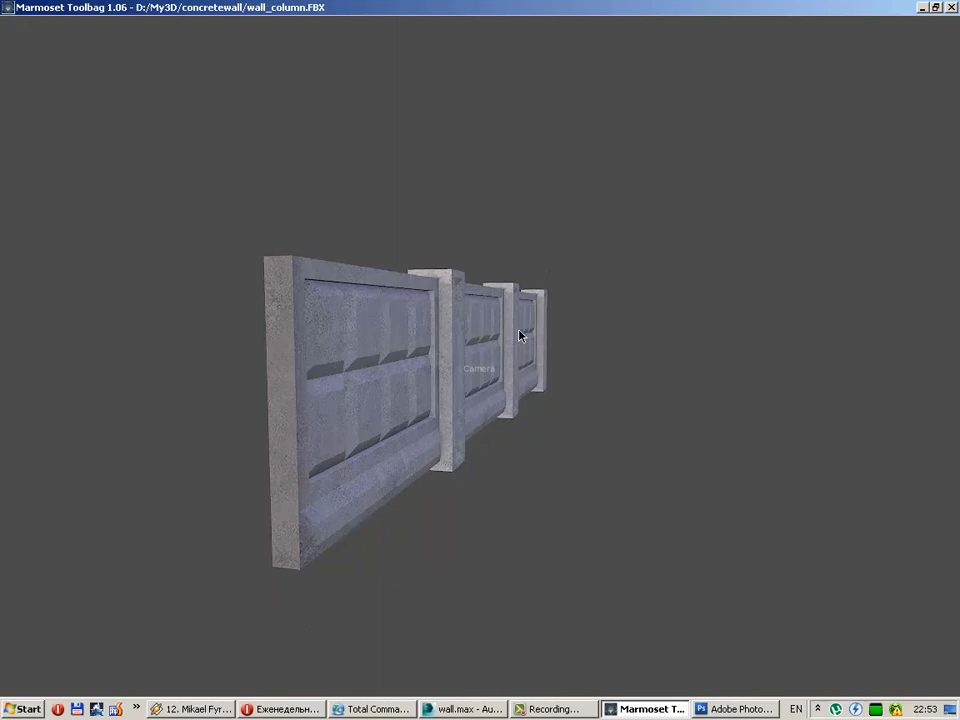 Marmoset Toolbag 1.06 - D:/My3D/concretewall/wall_column.FBX
Camera
Start
12. Mikael Fyr...
Еженедельн...
Total Comma...
wall.max - Au...
Recording...
Marmoset T...
Adobe Photo...
EN
22:53